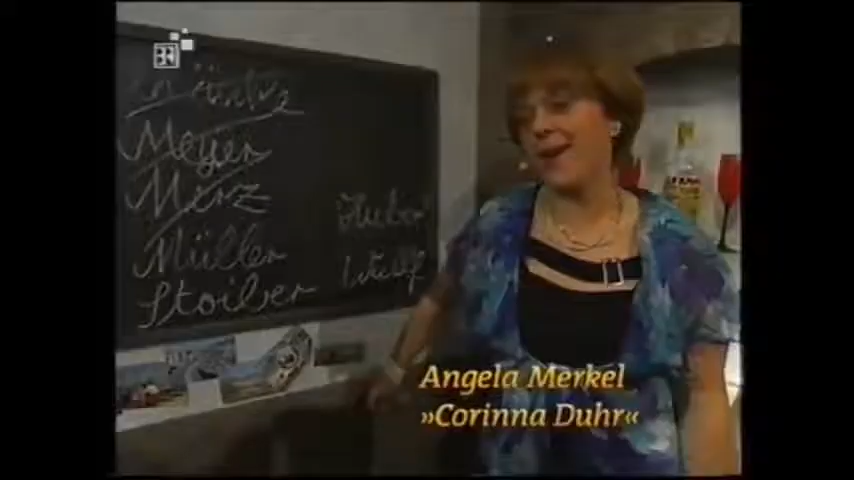 Meyer
Merz
Müller
Stoiber
Huber
Wulff
Angela Merkel
»Corinna Duhr«